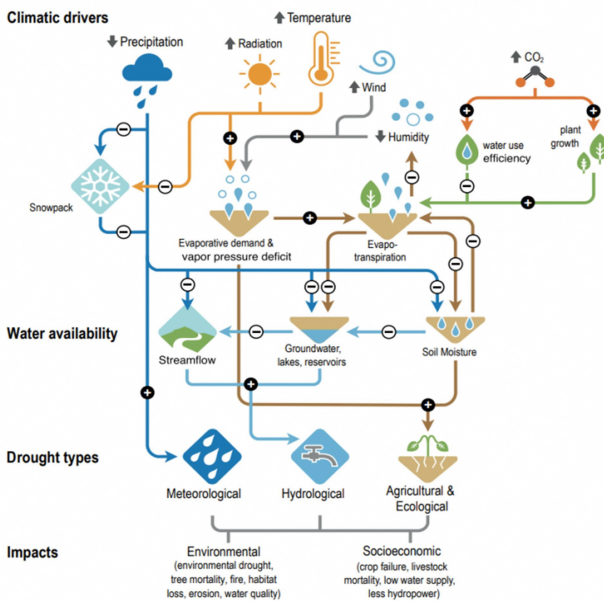 Climatic drivers
Temperature
Precipitation
Radiation
Wind
CO₂
Humidity
water use
efficiency
plant
growth
Snowpack
Evaporative demand &
vapor pressure deficit
Evapo-
transpiration
Water availability
Streamflow
Groundwater,
lakes, reservoirs
Soil Moisture
Drought types
Meteorological
Hydrological
Agricultural &
Ecological
Impacts
Environmental
(environmental drought,
tree mortality, fire, habitat
loss, erosion, water quality)
Socioeconomic
(crop failure, livestock
mortality, low water supply,
less hydropower)